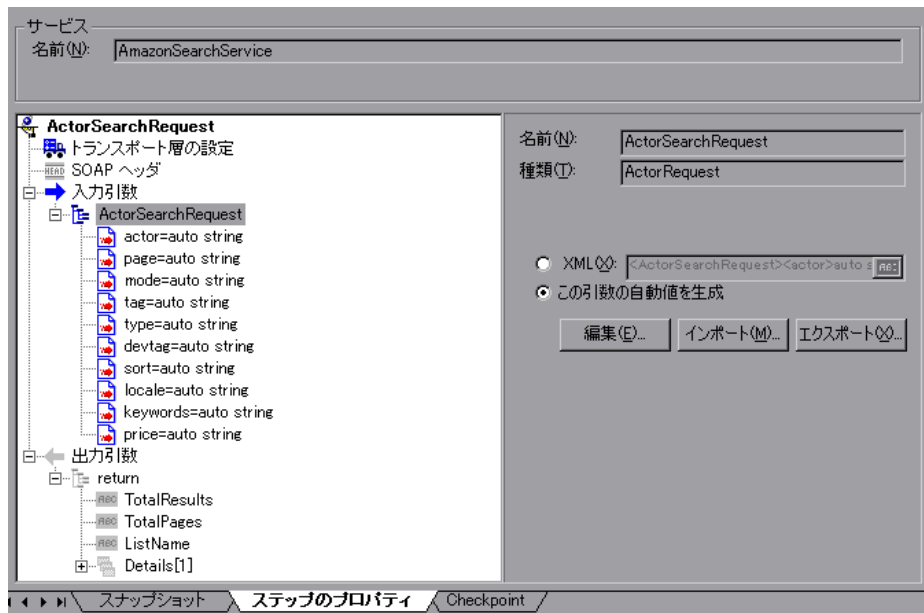 サービス
名前(N): AmazonSearchService
ActorSearchRequest
トランスポート層の設定
SOAP ヘッダ
入力引数
ActorSearchRequest
actor=auto string
page=auto string
mode=auto string
tag=auto string
type=auto string
devtag=auto string
sort=auto string
locale=auto string
keywords=auto string
price=auto string
出力引数
return
ABC TotalResults
ABC TotalPages
ABC ListName
Details[1]
名前(N): ActorSearchRequest
種類(T): ActorRequest
XML(X): <ActorSearchRequest><actor>auto s ABC
この引数の自動値を生成
編集(E)... インポート(M)... エクスポート(X)...
スナップショット ステップのプロパティ Checkpoint